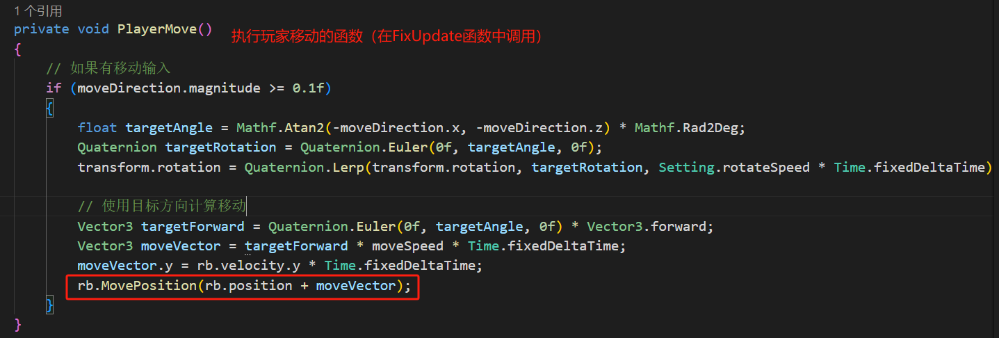 1 个引用
private void PlayerMove() 执行玩家移动的函数（在FixUpdate函数中调用）
{
// 如果有移动输入
if (moveDirection.magnitude >= 0.1f)
{
float targetAngle = Mathf.Atan2(-moveDirection.x, -moveDirection.z) * Mathf.Rad2Deg;
Quaternion targetRotation = Quaternion.Euler(0f, targetAngle, 0f);
transform.rotation = Quaternion.Lerp(transform.rotation, targetRotation, Setting.rotateSpeed * Time.fixedDeltaTime)
// 使用目标方向计算移动
Vector3 targetForward = Quaternion.Euler(0f, targetAngle, 0f) * Vector3.forward;
Vector3 moveVector = targetForward * moveSpeed * Time.fixedDeltaTime;
moveVector.y = rb.velocity.y * Time.fixedDeltaTime;
rb.MovePosition(rb.position + moveVector);
}
}